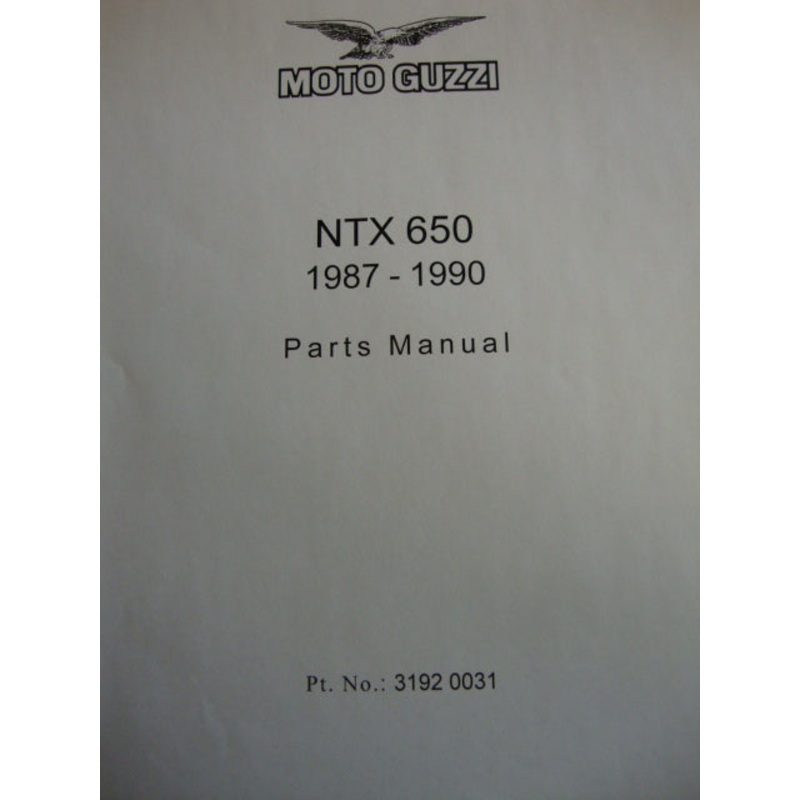 MOTO GUZZI
NTX 650
1987 - 1990
Parts Manual
Pt. No.: 3192 0031